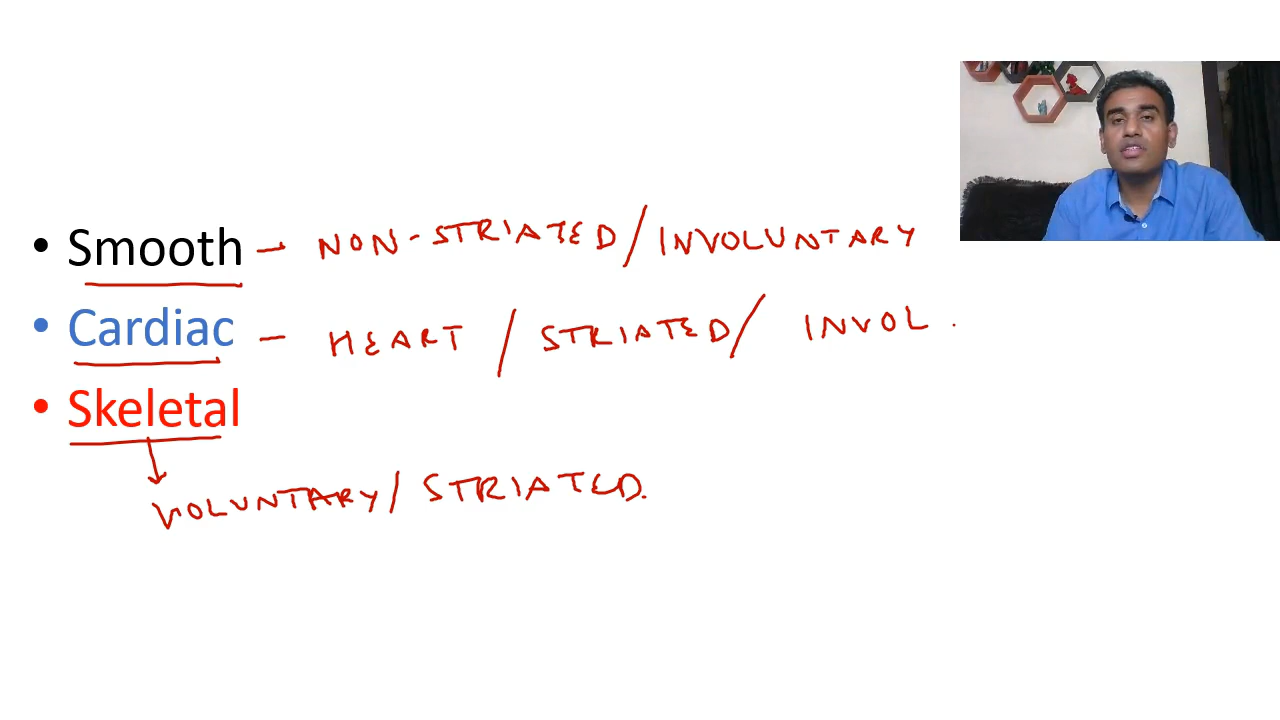 • Smooth - NON-STRIATED/INVOLUNTARY
• Cardiac - HEART / STRIATED/ INVOL.
• Skeletal
VOLUNTARY/ STRIATED.